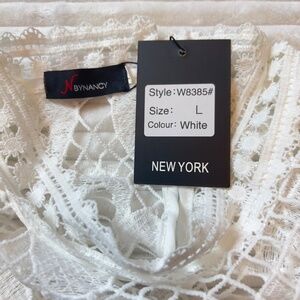 N BYNANCY
Style: W8385#
Size: L
Colour: White
NEW YORK